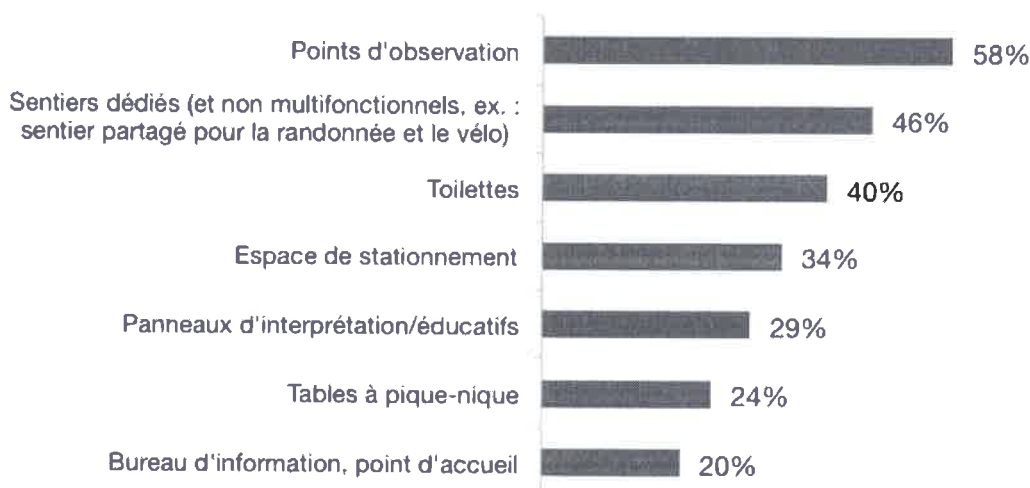 Points d'observation 58%
Sentiers dédiés (et non multifonctionnels, ex. :
sentier partagé pour la randonnée et le vélo) 46%
Toilettes 40%
Espace de stationnement 34%
Panneaux d'interprétation/éducatifs 29%
Tables à pique-nique 24%
Bureau d'information, point d'accueil 20%